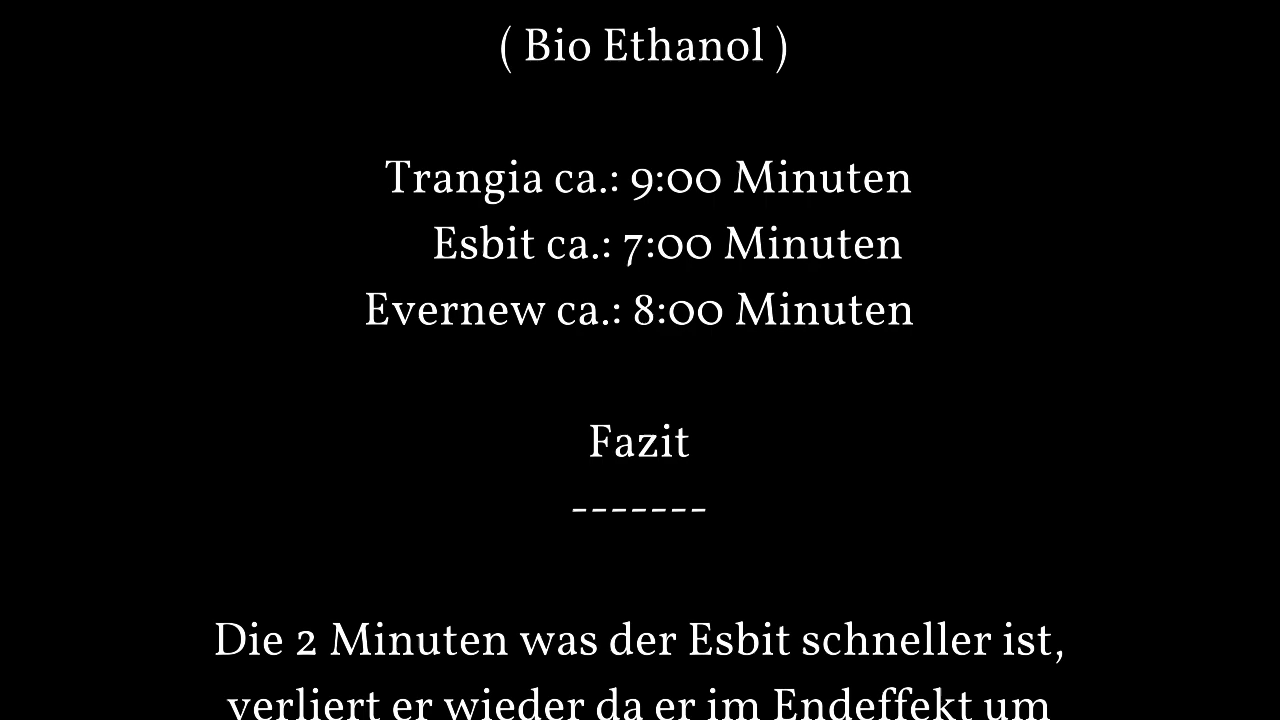 ( Bio Ethanol )
Trangia ca.: 9:00 Minuten
Esbit ca.: 7:00 Minuten
Evernew ca.: 8:00 Minuten
Fazit
-------
Die 2 Minuten was der Esbit schneller ist,
verliert er wieder da er im Endeffekt um